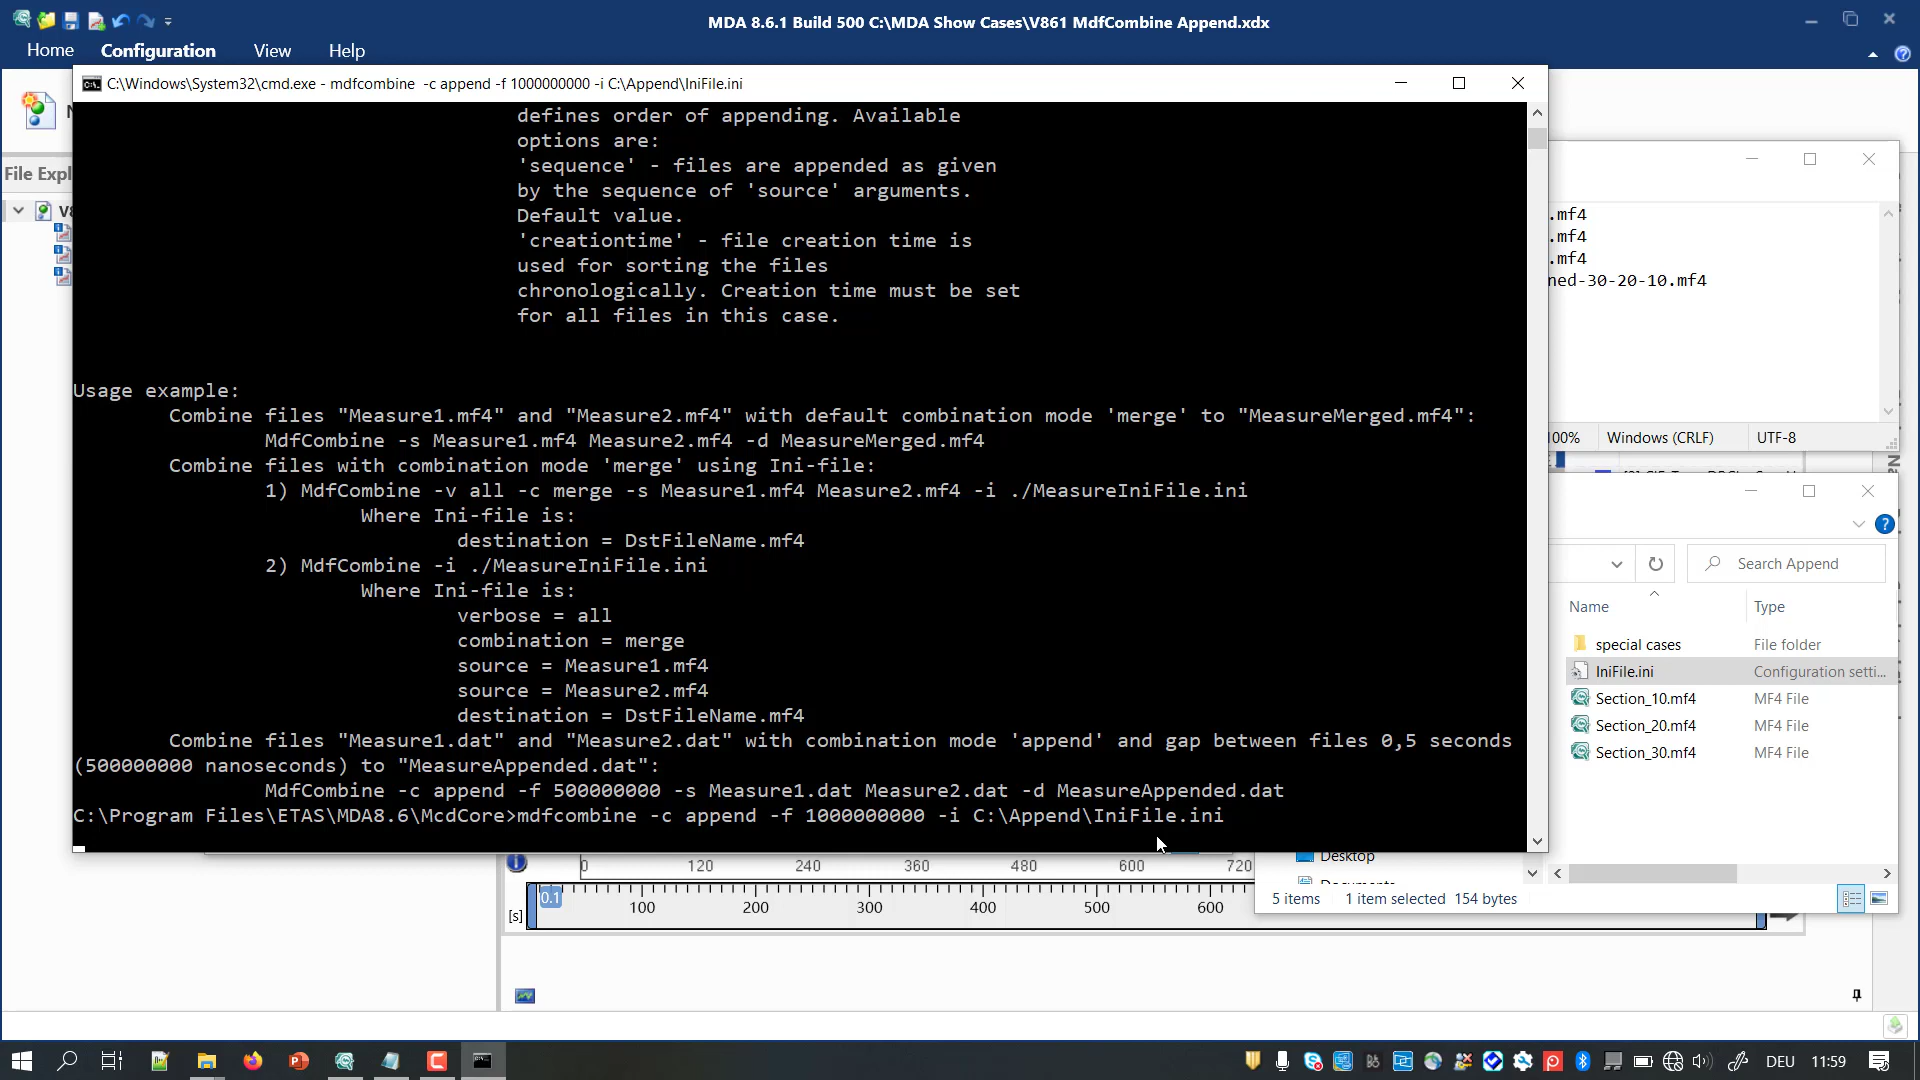 MDA 8.6.1 Build 500 C:\MDA Show Cases\V861 MdfCombine Append.xdx
Home Configuration View Help
C:\Windows\System32\cmd.exe - mdfcombine  -c append -f 1000000000 -i C:\Append\IniFile.ini
defines order of appending. Available
options are:
'sequence' - files are appended as given
by the sequence of 'source' arguments.
Default value.
'creationtime' - file creation time is
used for sorting the files
chronologically. Creation time must be set
for all files in this case.
Usage example:
Combine files "Measure1.mf4" and "Measure2.mf4" with default combination mode 'merge' to "MeasureMerged.mf4":
MdfCombine -s Measure1.mf4 Measure2.mf4 -d MeasureMerged.mf4
Combine files with combination mode 'merge' using Ini-file:
1) MdfCombine -v all -c merge -s Measure1.mf4 Measure2.mf4 -i ./MeasureIniFile.ini
Where Ini-file is:
destination = DstFileName.mf4
2) MdfCombine -i ./MeasureIniFile.ini
Where Ini-file is:
verbose = all
combination = merge
source = Measure1.mf4
source = Measure2.mf4
destination = DstFileName.mf4
Combine files "Measure1.dat" and "Measure2.dat" with combination mode 'append' and gap between files 0,5 seconds
(500000000 nanoseconds) to "MeasureAppended.dat":
MdfCombine -c append -f 500000000 -s Measure1.dat Measure2.dat -d MeasureAppended.dat
C:\Program Files\ETAS\MDA8.6\McdCore>mdfcombine -c append -f 1000000000 -i C:\Append\IniFile.ini
File Expl
V8
.mf4
.mf4
.mf4
ned-30-20-10.mf4
100% Windows (CRLF) UTF-8
Search Append
Name Type
special cases File folder
IniFile.ini Configuration setti...
Section_10.mf4 MF4 File
Section_20.mf4 MF4 File
Section_30.mf4 MF4 File
Desktop
5 items 1 item selected 154 bytes
0 120 240 360 480 600 720
0.1
[s] 100 200 300 400 500 600
DEU 11:59